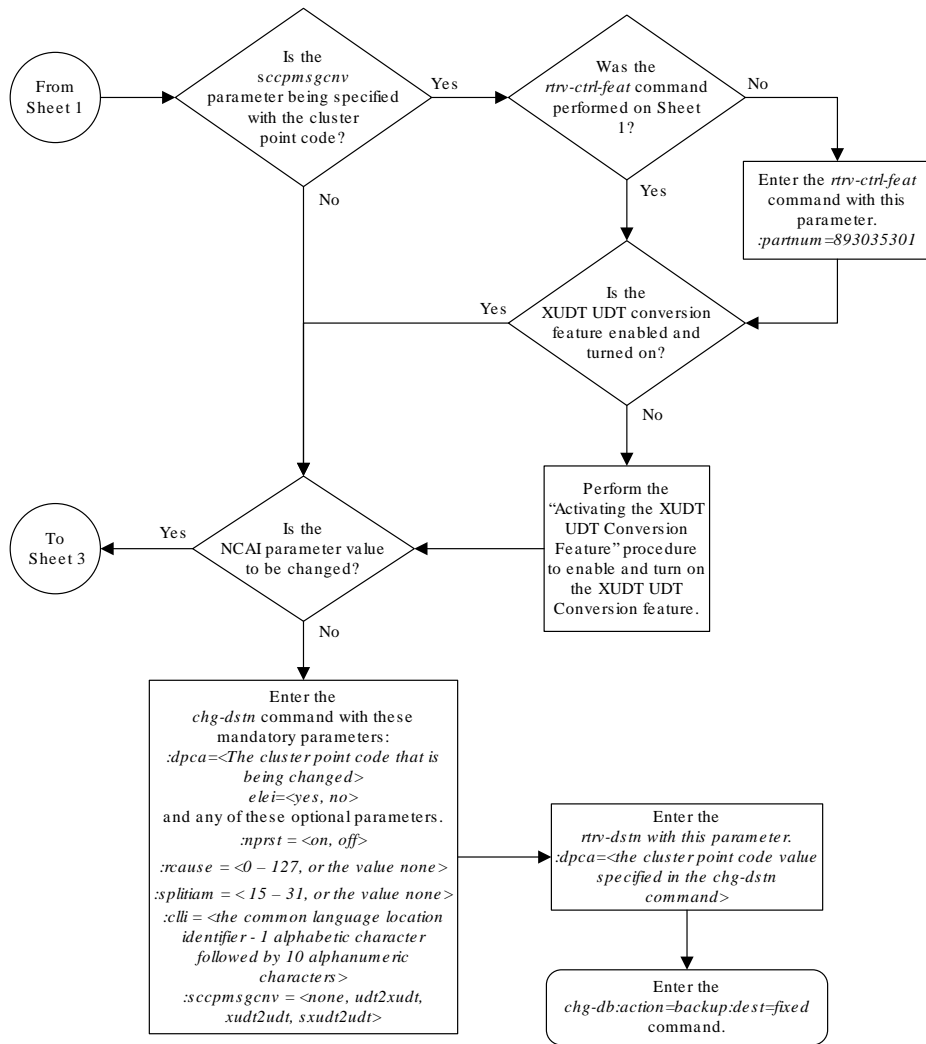 From
Sheet 1
Is the
sccpmsgcnv
parameter being specified
with the cluster
point code?
Yes
No
Was the
rtrv-ctrl-feat command
performed on Sheet
1?
No
Yes
Enter the rtrv-ctrl-feat
command with this
parameter.
:partnum=893035301
Is the
XUDT UDT conversion
feature enabled and
turned on?
Yes
No
Perform the
“Activating the XUDT
UDT Conversion
Feature” procedure
to enable and turn on
the XUDT UDT
Conversion feature.
Is the
NCAI parameter value
to be changed?
Yes
No
To
Sheet 3
Enter the
chg-dstn command with these
mandatory parameters:
:dpca=<The cluster point code that is
being changed>
elei=<yes, no>
and any of these optional parameters.
:nprst = <on, off>
:rcause = <0 – 127, or the value none>
:splitiam = < 15 – 31, or the value none>
:clli = <the common language location
identifier - 1 alphabetic character
followed by 10 alphanumeric
characters>
:sccpmsgcnv = <none, udt2xudt,
xudt2udt, sxudt2udt>
Enter the
rtrv-dstn with this parameter.
:dpca=<the cluster point code value
specified in the chg-dstn
command>
Enter the
chg-db:action=backup:dest=fixed
command.